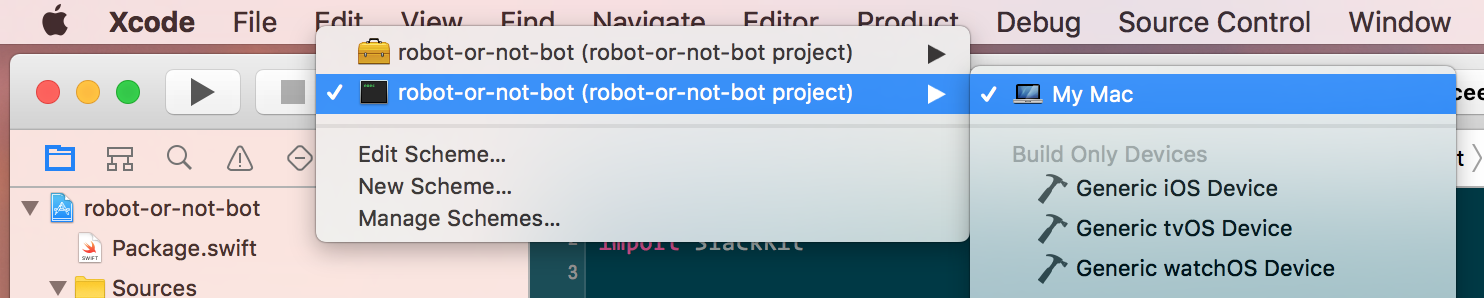 Xcode File Edit View Find Navigate Editor Product Debug Source Control Window
robot-or-not-bot (robot-or-not-bot project)
robot-or-not-bot (robot-or-not-bot project)
My Mac
Build Only Devices
Edit Scheme...
New Scheme...
Manage Schemes...
Generic iOS Device
Generic tvOS Device
Generic watchOS Device
robot-or-not-bot
Package.swift
Sources
import SlackKit
3